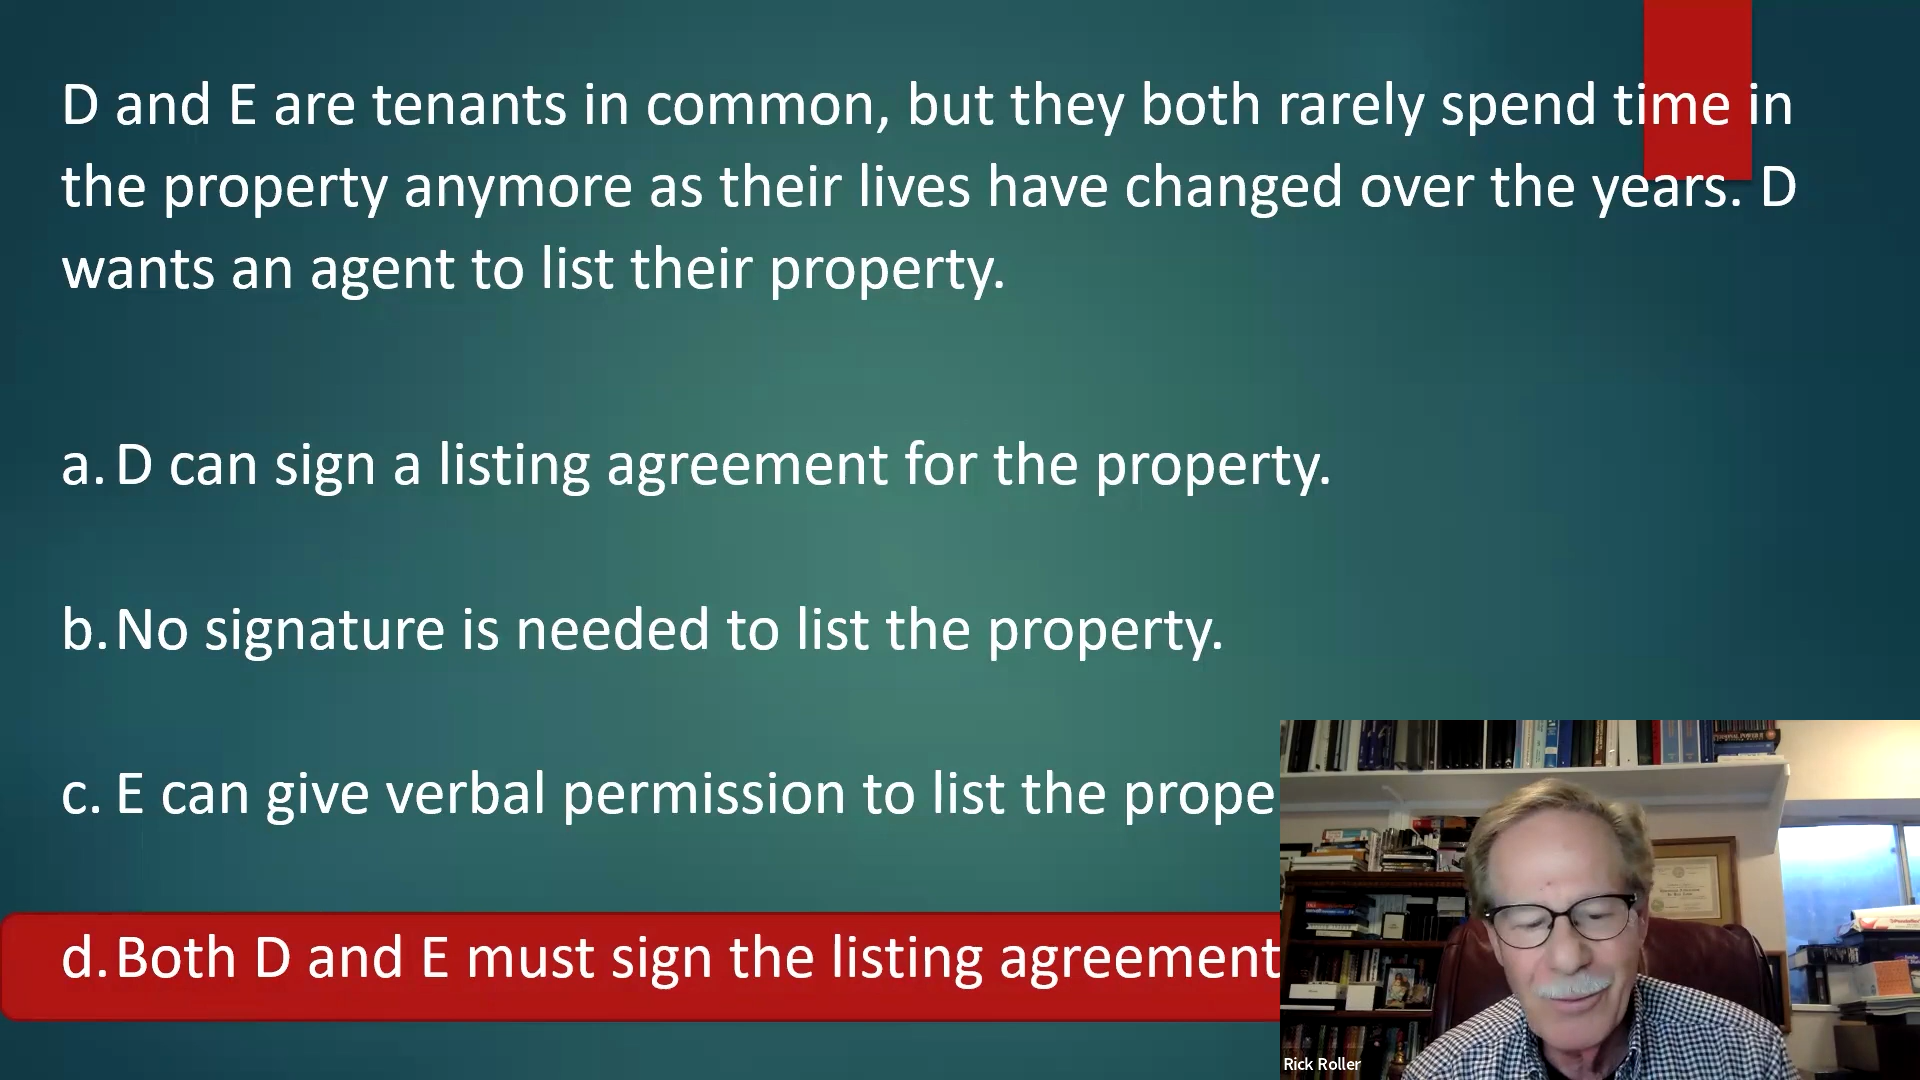 D and E are tenants in common, but they both rarely spend time in
the property anymore as their lives have changed over the years. D
wants an agent to list their property.
a. D can sign a listing agreement for the property.
b. No signature is needed to list the property.
c. E can give verbal permission to list the prope
d. Both D and E must sign the listing agreement
Rick Roller